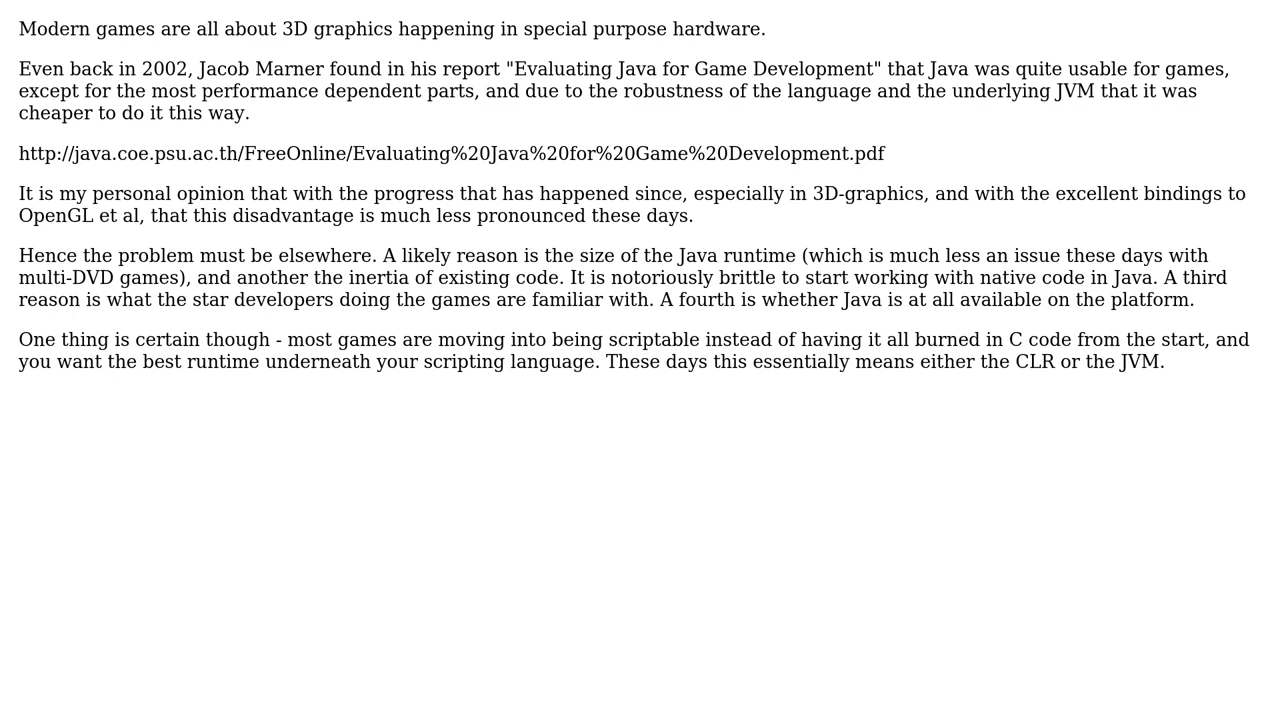 Modern games are all about 3D graphics happening in special purpose hardware.
Even back in 2002, Jacob Marner found in his report "Evaluating Java for Game Development" that Java was quite usable for games,
except for the most performance dependent parts, and due to the robustness of the language and the underlying JVM that it was
cheaper to do it this way.
http://java.coe.psu.ac.th/FreeOnline/Evaluating%20Java%20for%20Game%20Development.pdf
It is my personal opinion that with the progress that has happened since, especially in 3D-graphics, and with the excellent bindings to
OpenGL et al, that this disadvantage is much less pronounced these days.
Hence the problem must be elsewhere. A likely reason is the size of the Java runtime (which is much less an issue these days with
multi-DVD games), and another the inertia of existing code. It is notoriously brittle to start working with native code in Java. A third
reason is what the star developers doing the games are familiar with. A fourth is whether Java is at all available on the platform.
One thing is certain though - most games are moving into being scriptable instead of having it all burned in C code from the start, and
you want the best runtime underneath your scripting language. These days this essentially means either the CLR or the JVM.